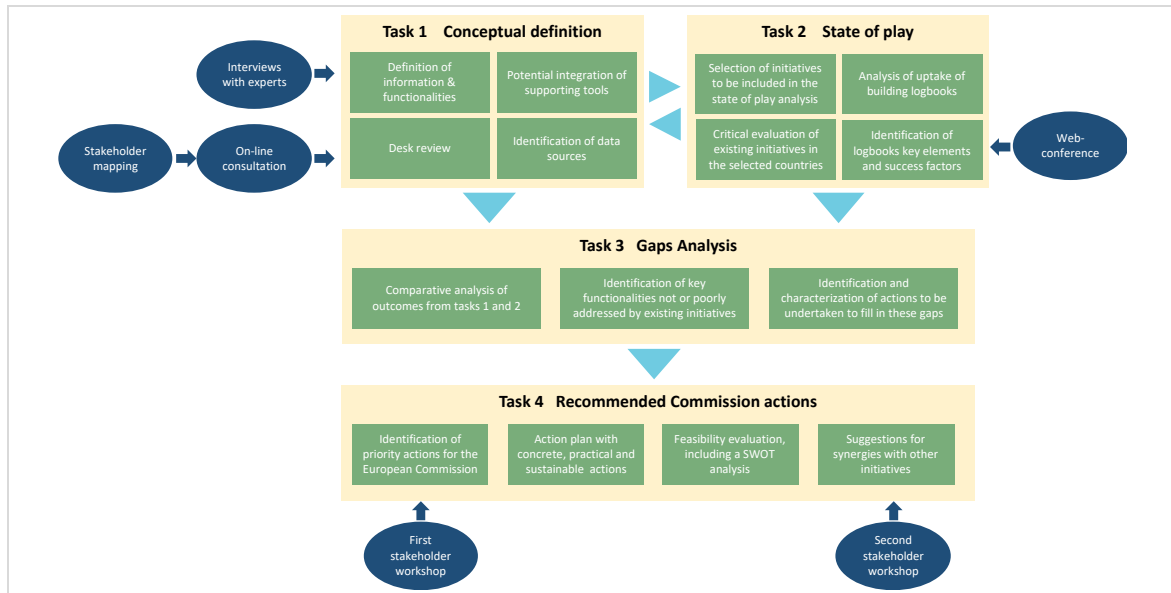 Task 1 Conceptual definition
Interviews
with experts
Definition of
information &
functionalities
Potential integration of
supporting tools
Stakeholder
mapping
On-line
consultation
Desk review
Identification of data
sources
Task 2 State of play
Selection of initiatives
to be included in the
state of play analysis
Analysis of uptake of
building logbooks
Critical evaluation of
existing initiatives in
the selected countries
Identification of
logbooks key elements
and success factors
Web-
conference
Task 3 Gaps Analysis
Comparative analysis of
outcomes from tasks 1 and 2
Identification of key
functionalities not or poorly
addressed by existing initiatives
Identification and
characterization of actions to be
undertaken to fill in these gaps
Task 4 Recommended Commission actions
Identification of
priority actions for the
European Commission
Action plan with
concrete, practical and
sustainable actions
Feasibility evaluation,
including a SWOT
analysis
Suggestions for
synergies with other
initiatives
First
stakeholder
workshop
Second
stakeholder
workshop